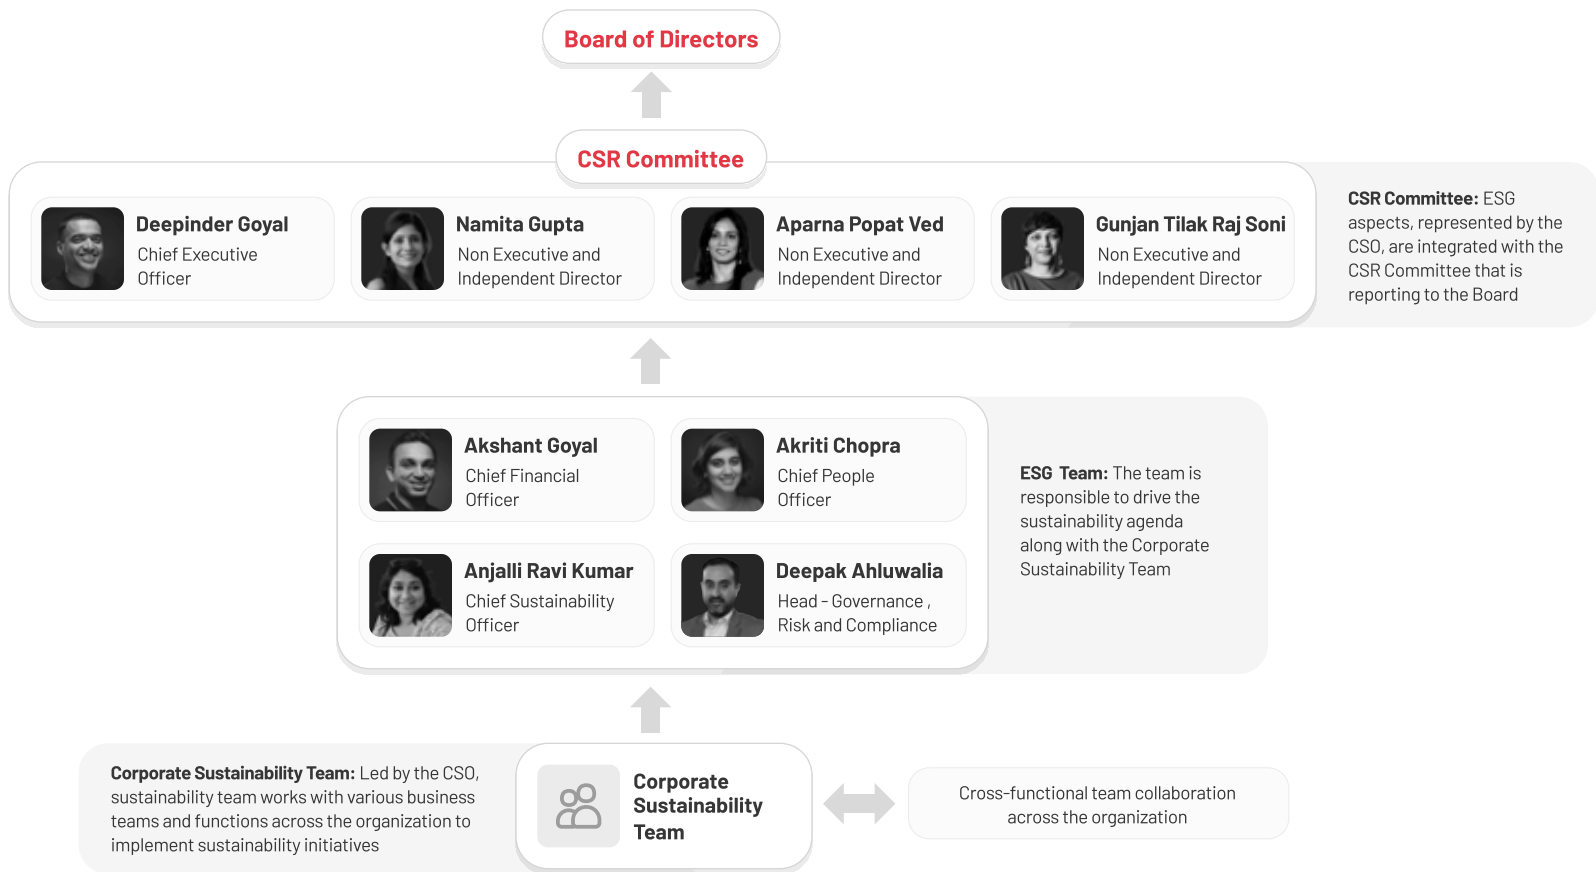 Board of Directors
CSR Committee
Deepinder Goyal
Chief Executive
Officer
Namita Gupta
Non Executive and
Independent Director
Aparna Popat Ved
Non Executive and
Independent Director
Gunjan Tilak Raj Soni
Non Executive and
Independent Director
CSR Committee: ESG
aspects, represented by the
CSO, are integrated with the
CSR Committee that is
reporting to the Board
Akshant Goyal
Chief Financial
Officer
Akriti Chopra
Chief People
Officer
Anjalli Ravi Kumar
Chief Sustainability
Officer
Deepak Ahluwalia
Head - Governance ,
Risk and Compliance
ESG  Team: The team is
responsible to drive the
sustainability agenda
along with the Corporate
Sustainability Team
Corporate Sustainability Team: Led by the CSO,
sustainability team works with various business
teams and functions across the organization to
implement sustainability initiatives
Corporate
Sustainability
Team
Cross-functional team collaboration
across the organization